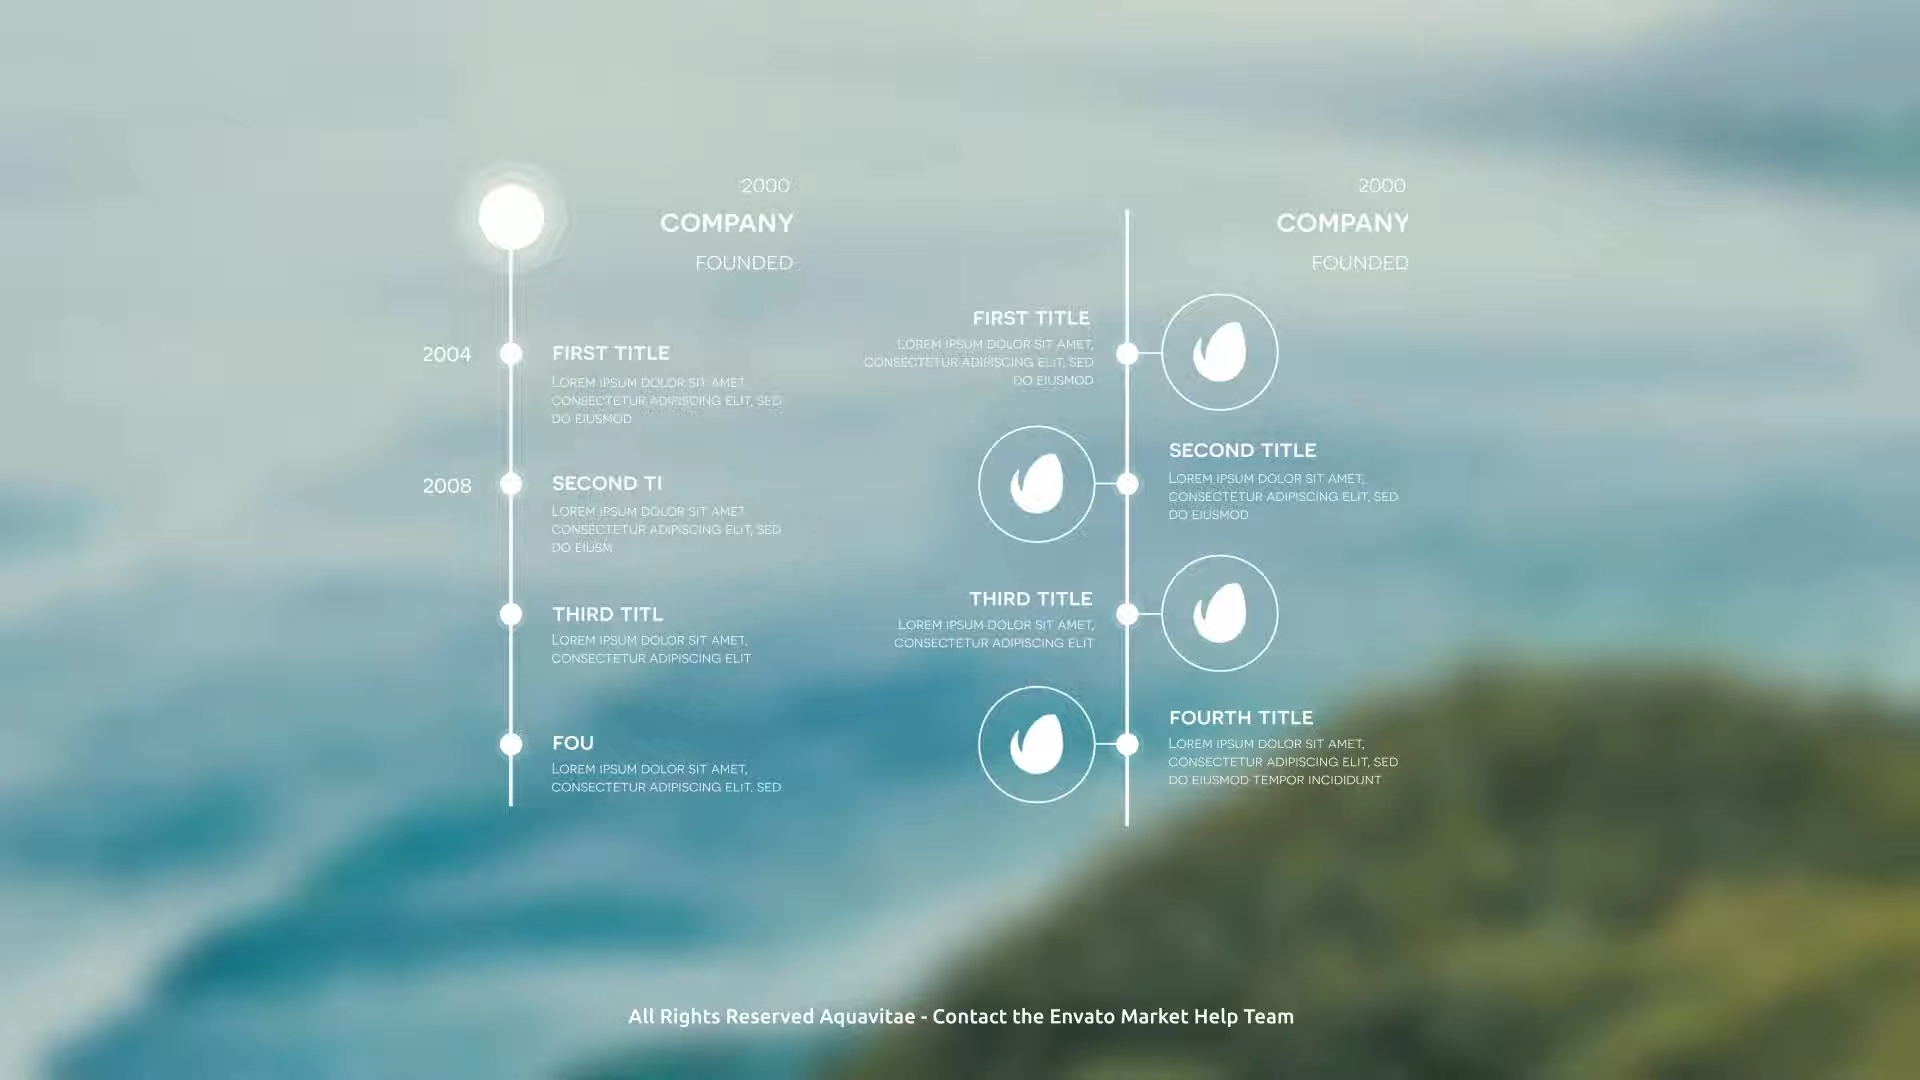 2000
COMPANY
FOUNDED
2004
FIRST TITLE
LOREM IPSUM DOLOR SIT AMET,
CONSECTETUR ADIPISCING ELIT, SED
DO EIUSMOD
2008
SECOND TI
LOREM IPSUM DOLOR SIT AMET,
CONSECTETUR ADIPISCING ELIT, SED
DO EIUSM
THIRD TITL
LOREM IPSUM DOLOR SIT AMET,
CONSECTETUR ADIPISCING ELIT
FOU
LOREM IPSUM DOLOR SIT AMET,
CONSECTETUR ADIPISCING ELIT, SED
2000
COMPANY
FOUNDED
FIRST TITLE
LOREM IPSUM DOLOR SIT AMET,
CONSECTETUR ADIPISCING ELIT, SED
DO EIUSMOD
SECOND TITLE
LOREM IPSUM DOLOR SIT AMET,
CONSECTETUR ADIPISCING ELIT, SED
DO EIUSMOD
THIRD TITLE
LOREM IPSUM DOLOR SIT AMET,
CONSECTETUR ADIPISCING ELIT
FOURTH TITLE
LOREM IPSUM DOLOR SIT AMET,
CONSECTETUR ADIPISCING ELIT, SED
DO EIUSMOD TEMPOR INCIDIDUNT
All Rights Reserved Aquavitae - Contact the Envato Market Help Team